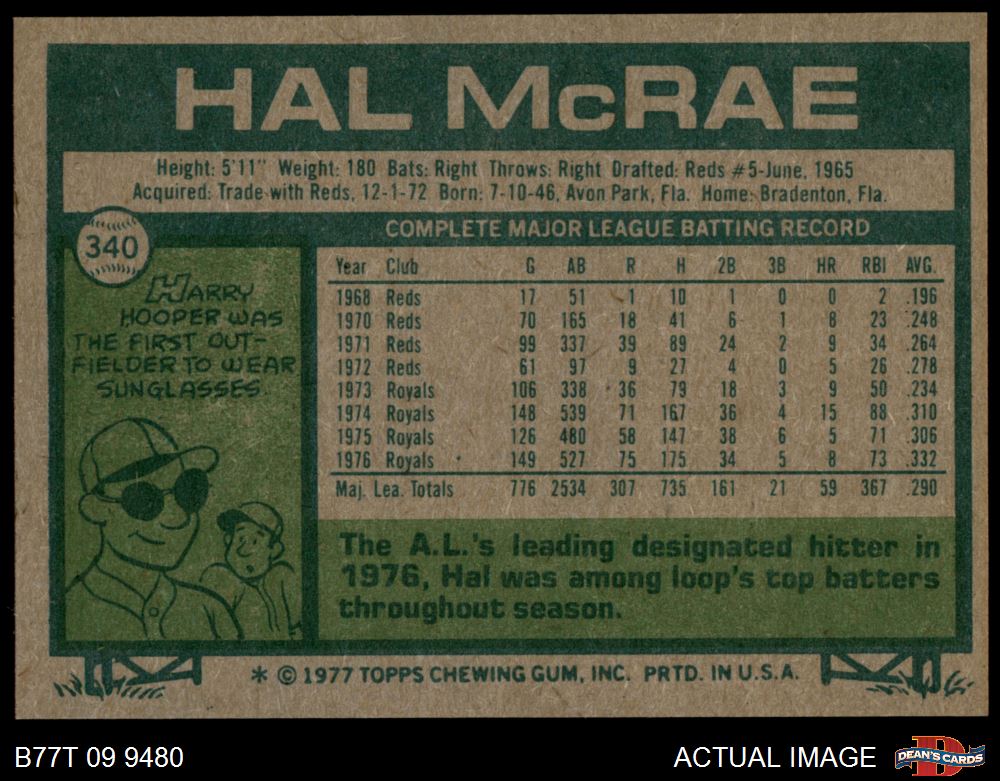 HAL McRAE
Height: 5'11" Weight: 180 Bats: Right Throws: Right Drafted: Reds #5-June, 1965
Acquired: Trade with Reds, 12-1-72 Born: 7-10-46, Avon Park, Fla. Home: Bradenton, Fla.
340
HARRY
HOOPER WAS
THE FIRST OUT-
FIELDER TO WEAR
SUNGLASSES.
COMPLETE MAJOR LEAGUE BATTING RECORD
Year Club G AB R H 2B 3B HR RBI AVG.
1968 Reds 17 51 1 10 1 0 0 2 .196
1970 Reds 70 165 18 41 6 1 8 23 .248
1971 Reds 99 337 39 89 24 2 9 34 .264
1972 Reds 61 97 9 27 4 0 5 26 .278
1973 Royals 106 338 36 79 18 3 9 50 .234
1974 Royals 148 539 71 167 36 4 15 88 .310
1975 Royals 126 480 58 147 38 6 5 71 .306
1976 Royals 149 527 75 175 34 5 8 73 .332
Maj. Lea. Totals 776 2534 307 735 161 21 59 367 .290
The A.L.'s leading designated hitter in
1976, Hal was among loop's top batters
throughout season.
* © 1977 TOPPS CHEWING GUM, INC. PRTD. IN U.S.A.
B77T 09 9480
ACTUAL IMAGE
D
DEAN'S CARDS